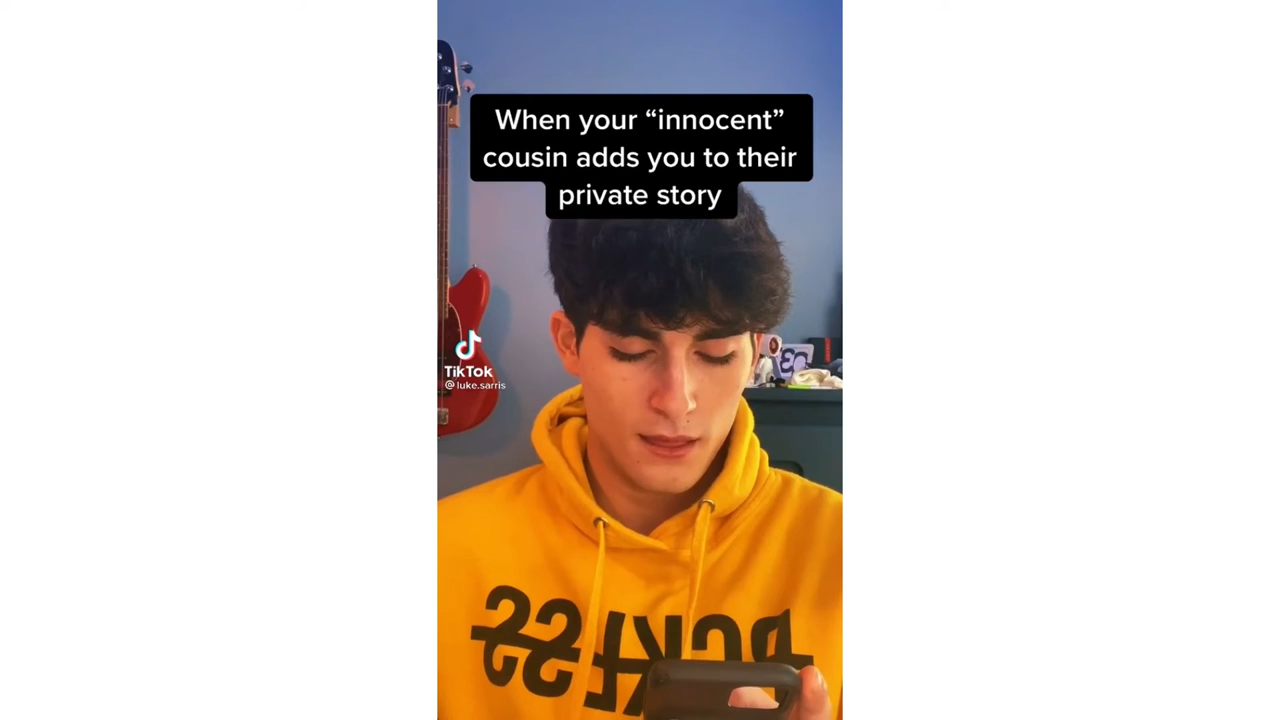 When your “innocent”
cousin adds you to their
private story
TikTok
@luke.sarris